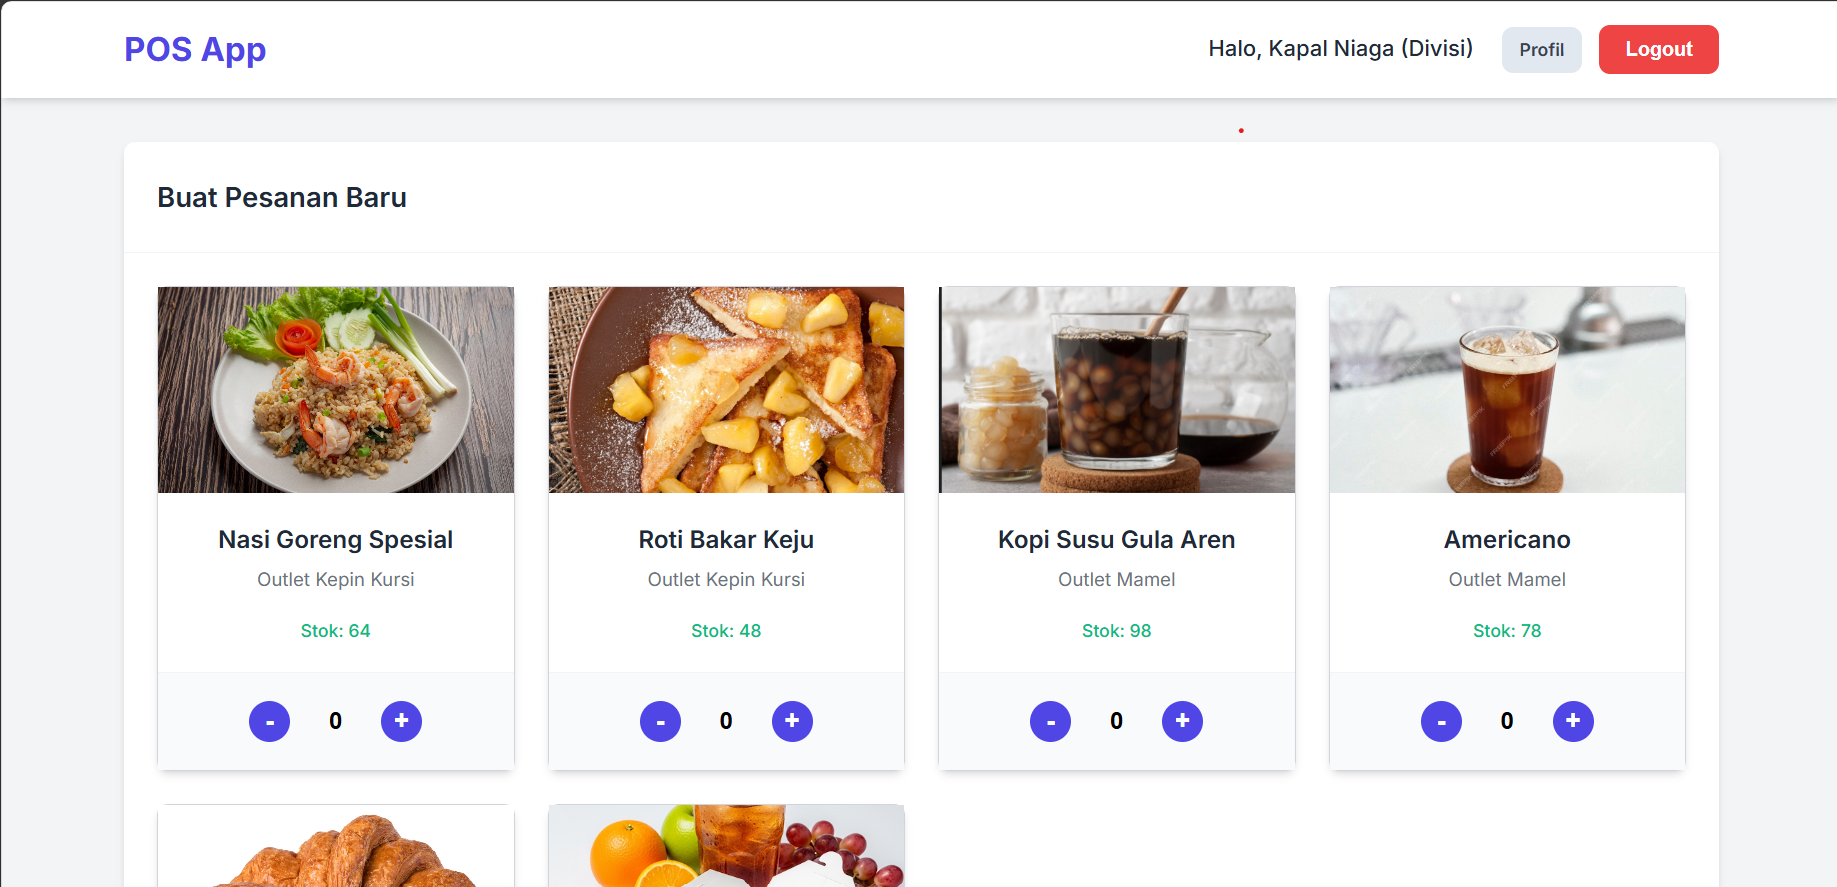 POS App
Halo, Kapal Niaga (Divisi)
Profil
Logout
Buat Pesanan Baru
Nasi Goreng Spesial
Outlet Kepin Kursi
Stok: 64
- 0 +
Roti Bakar Keju
Outlet Kepin Kursi
Stok: 48
- 0 +
Kopi Susu Gula Aren
Outlet Mamel
Stok: 98
- 0 +
Americano
Outlet Mamel
Stok: 78
- 0 +